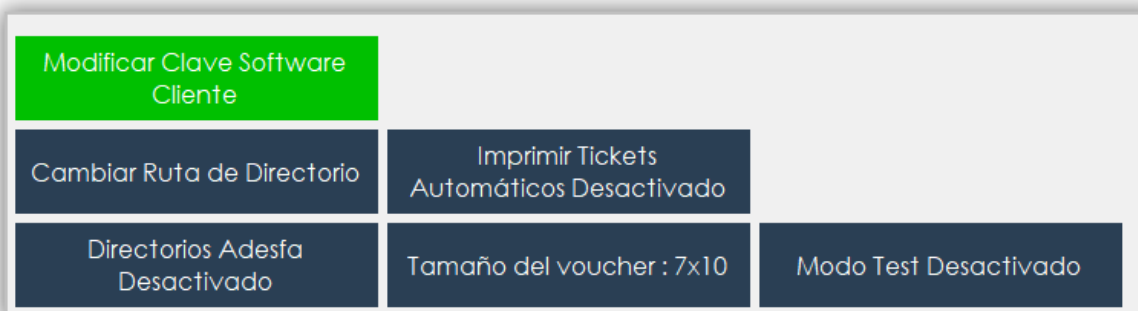 Modificar Clave Software
Cliente
Cambiar Ruta de Directorio
Imprimir Tickets
Automáticos Desactivado
Directorios Adesfa
Desactivado
Tamaño del voucher : 7x10
Modo Test Desactivado